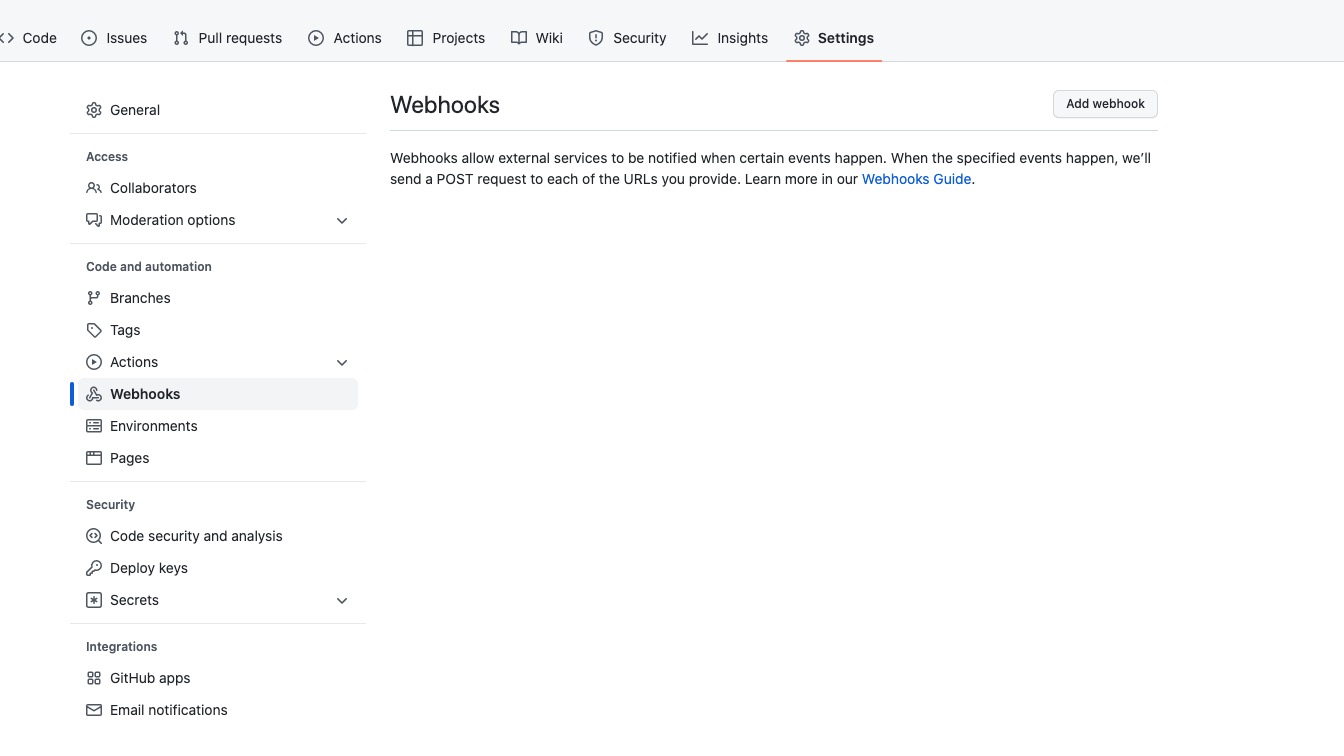 Code Issues Pull requests Actions Projects Wiki Security Insights Settings
General
Access
Collaborators
Moderation options
Code and automation
Branches
Tags
Actions
Webhooks
Environments
Pages
Security
Code security and analysis
Deploy keys
Secrets
Integrations
GitHub apps
Email notifications
Webhooks
Add webhook
Webhooks allow external services to be notified when certain events happen. When the specified events happen, we’ll
send a POST request to each of the URLs you provide. Learn more in our Webhooks Guide.